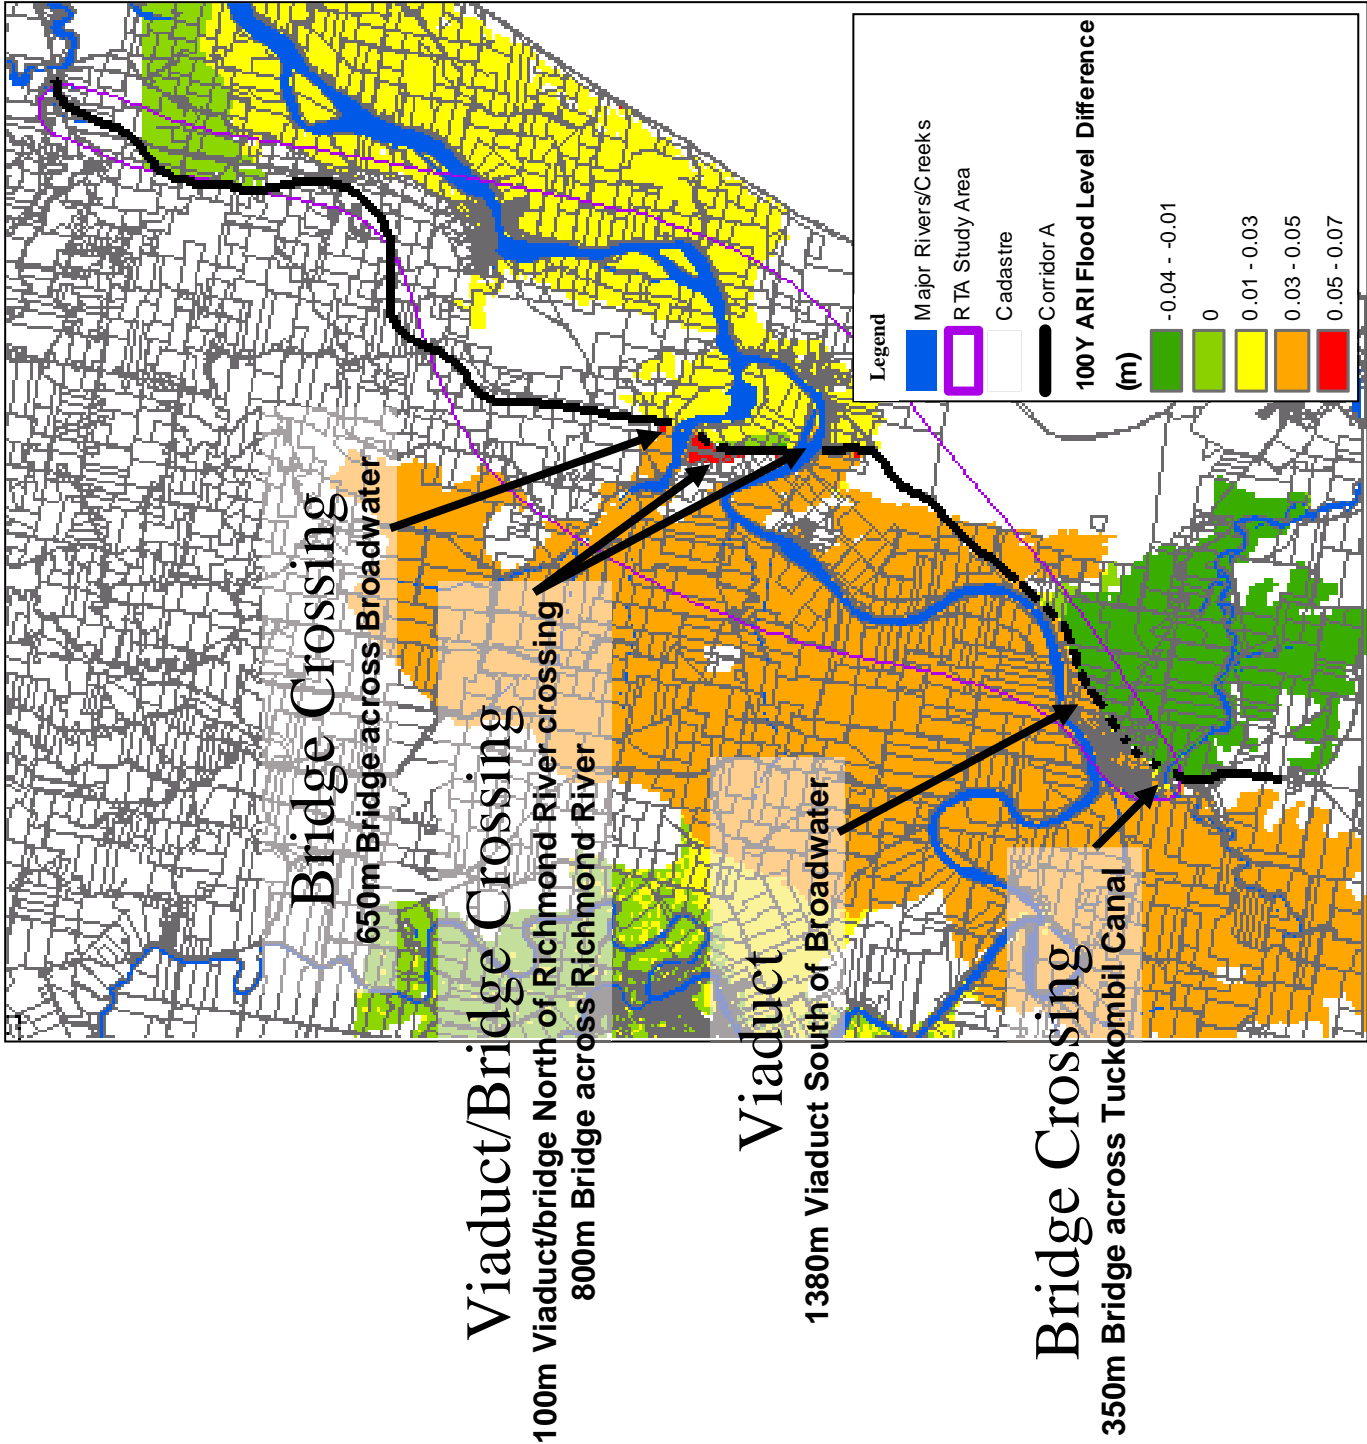 Bridge Crossing
650m Bridge across Broadwater
Viaduct/Bridge Crossing
100m Viaduct/bridge North of Richmond River crossing
800m Bridge across Richmond River
Viaduct
1380m Viaduct South of Broadwater
Bridge Crossing
350m Bridge across Tuckombil Canal
Legend
Major Rivers/Creeks
RTA Study Area
Cadastre
Corridor A
100Y ARI Flood Level Difference
(m)
-0.04 - -0.01
0
0.01 - 0.03
0.03 - 0.05
0.05 - 0.07